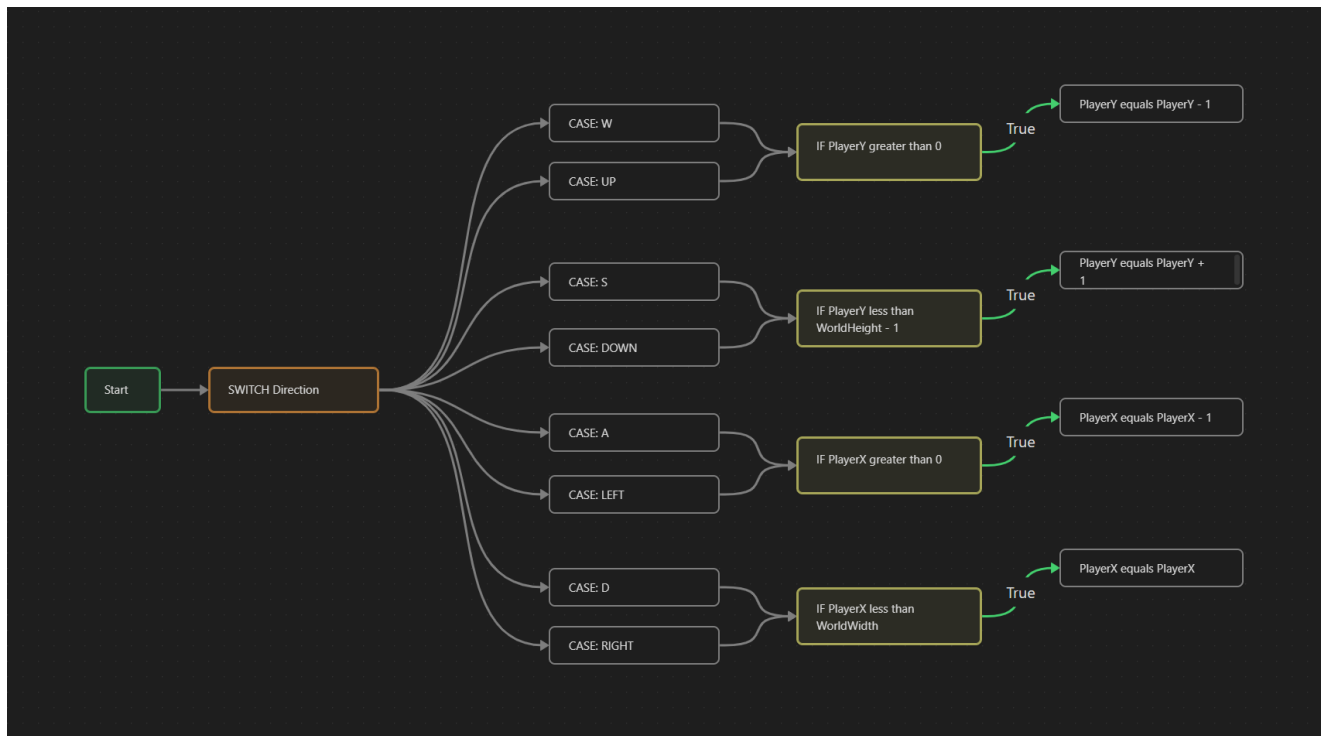 Start
SWITCH Direction
CASE: W
CASE: UP
IF PlayerY greater than 0
True
PlayerY equals PlayerY - 1
CASE: S
CASE: DOWN
IF PlayerY less than
WorldHeight - 1
True
PlayerY equals PlayerY +
1
CASE: A
CASE: LEFT
IF PlayerX greater than 0
True
PlayerX equals PlayerX - 1
CASE: D
CASE: RIGHT
IF PlayerX less than
WorldWidth
True
PlayerX equals PlayerX